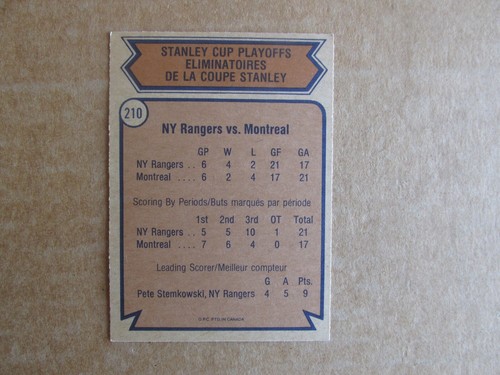 STANLEY CUP PLAYOFFS
ELIMINATOIRES
DE LA COUPE STANLEY
210
NY Rangers vs. Montreal
GP W L GF GA
NY Rangers . . 6 4 2 21 17
Montreal . . . . 6 2 4 17 21
Scoring By Periods/Buts marqués par période
1st 2nd 3rd OT Total
NY Rangers . . 5 5 10 1 21
Montreal . . . . 7 6 4 0 17
Leading Scorer/Meilleur compteur
G A Pts.
Pete Stemkowski, NY Rangers 4 5 9